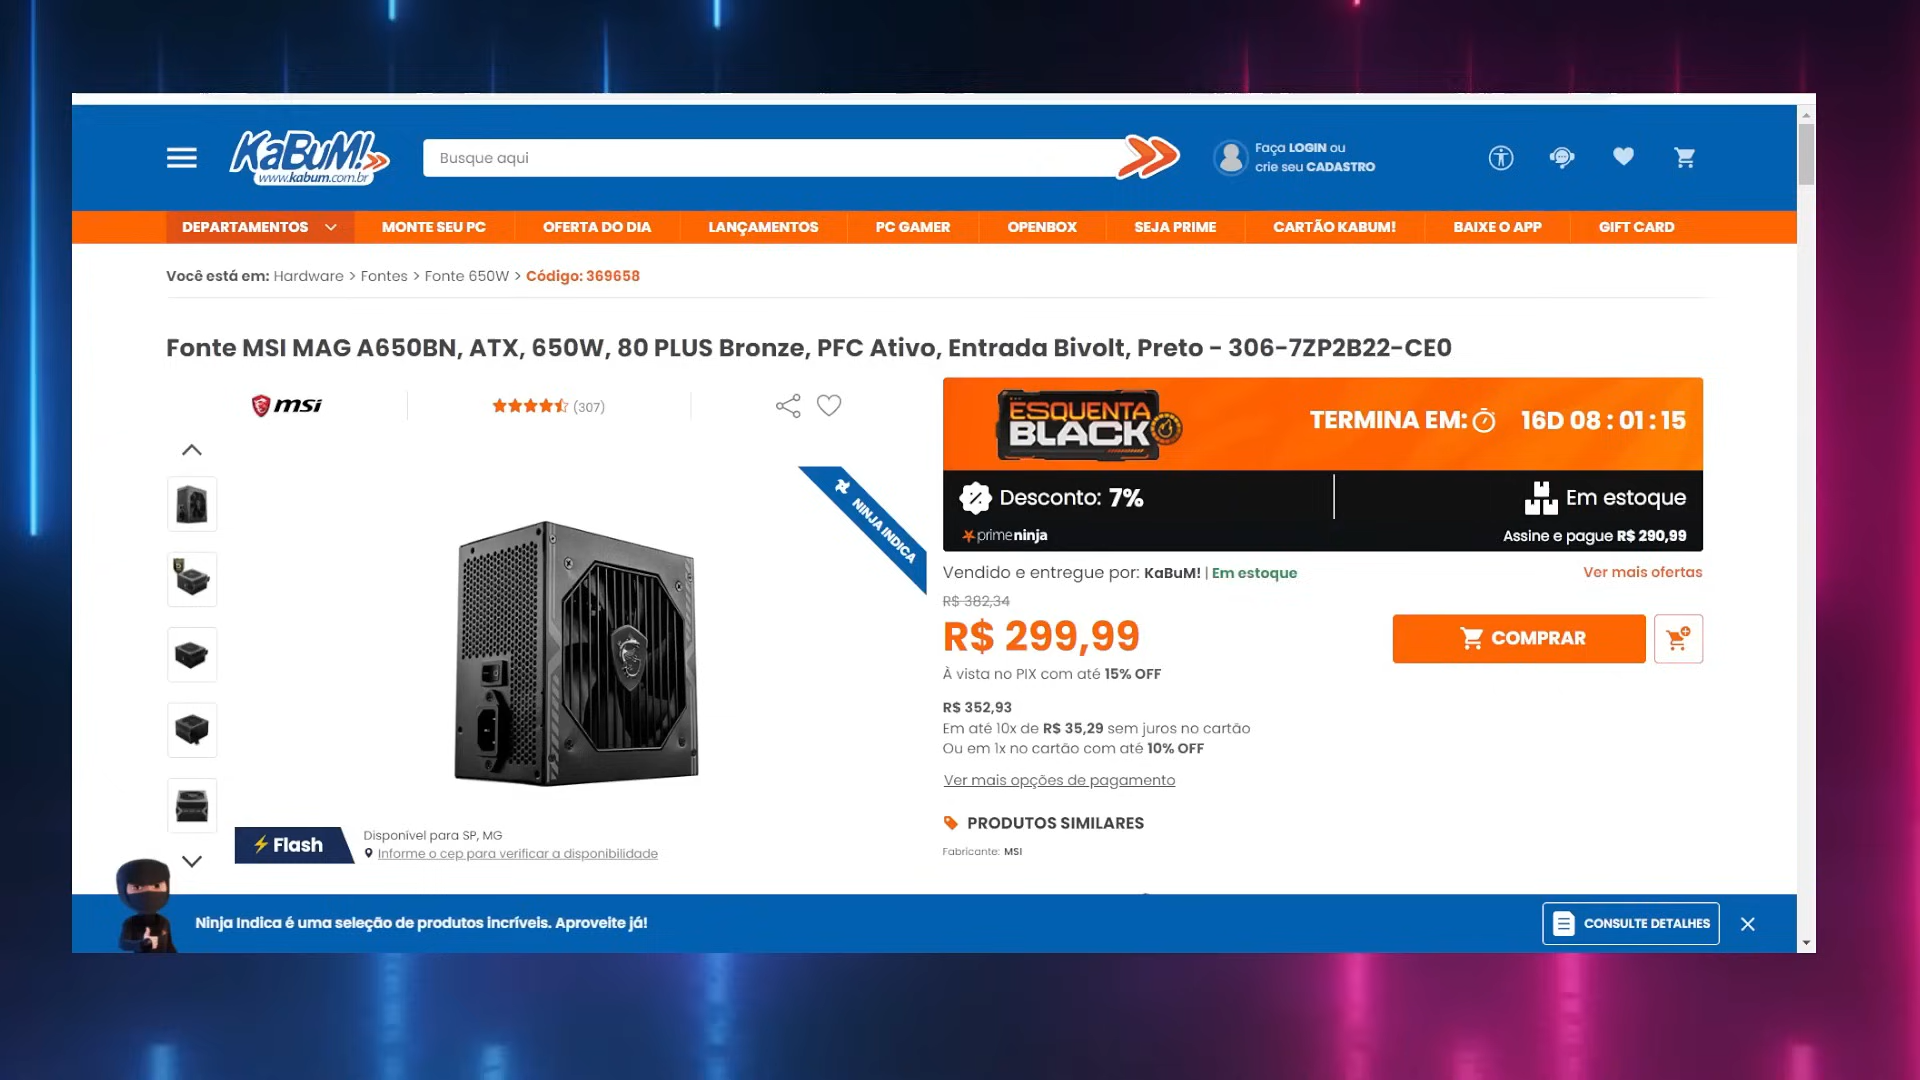 KaBuM!
www.kabum.com.br
Busque aqui
Faça LOGIN ou
crie seu CADASTRO
DEPARTAMENTOS MONTE SEU PC OFERTA DO DIA LANÇAMENTOS PC GAMER OPENBOX SEJA PRIME CARTÃO KABUM! BAIXE O APP GIFT CARD
Você está em: Hardware > Fontes > Fonte 650W > Código: 369658
Fonte MSI MAG A650BN, ATX, 650W, 80 PLUS Bronze, PFC Ativo, Entrada Bivolt, Preto - 306-7ZP2B22-CE0
msi
(307)
NINJA INDICA
Flash
Disponível para SP, MG
Informe o cep para verificar a disponibilidade
ESQUENTA
BLACK
TERMINA EM: 16D 08 : 01 : 15
Desconto: 7%
Em estoque
primeninja
Assine e pague R$ 290,99
Vendido e entregue por: KaBuM! | Em estoque
Ver mais ofertas
R$ 382,34
R$ 299,99
COMPRAR
À vista no PIX com até 15% OFF
R$ 352,93
Em até 10x de R$ 35,29 sem juros no cartão
Ou em 1x no cartão com até 10% OFF
Ver mais opções de pagamento
PRODUTOS SIMILARES
Fabricante: MSI
Ninja Indica é uma seleção de produtos incríveis. Aproveite já!
CONSULTE DETALHES